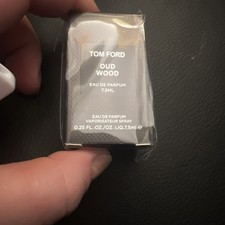 TOM FORD
OUD
WOOD
EAU DE PARFUM
7.5ML
EAU DE PARFUM
VAPORISATEUR SPRAY
0.25 FL.OZ./OZ. LIQ.7.5ml ℮